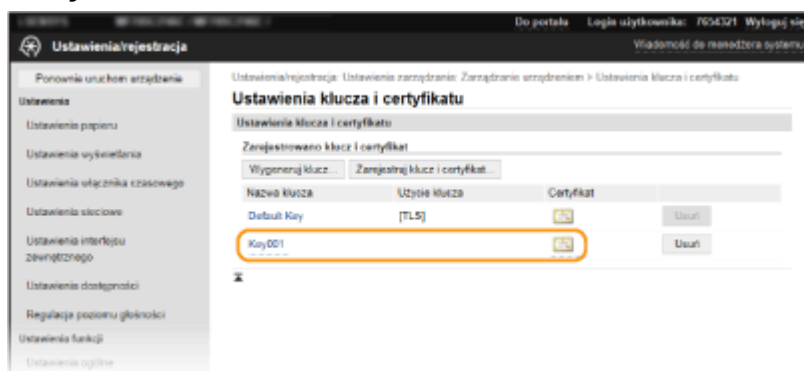 Do portalu Login użytkownika: 7654321 Wyloguj się
Ustawienia/rejestracja
Wiadomość do menedżera systemu
Ponownie uruchom urządzenie
Ustawienia
Ustawienia papieru
Ustawienia wyświetlania
Ustawienia włącznika czasowego
Ustawienia sieciowe
Ustawienia interfejsu
zewnętrznego
Ustawienia dostępności
Regulacja poziomu głośności
Ustawienia funkcji
Ustawienia ogólne
Ustawienia/rejestracja: Ustawienia zarządzania: Zarządzanie urządzeniem > Ustawienia klucza i certyfikatu
Ustawienia klucza i certyfikatu
Ustawienia klucza i certyfikatu
Zarejestrowano klucz i certyfikat
Wygeneruj klucz... Zarejestruj klucz i certyfikat...
Nazwa klucza Użycie klucza Certyfikat
Default Key [TLS] Usuń
Key001 Usuń